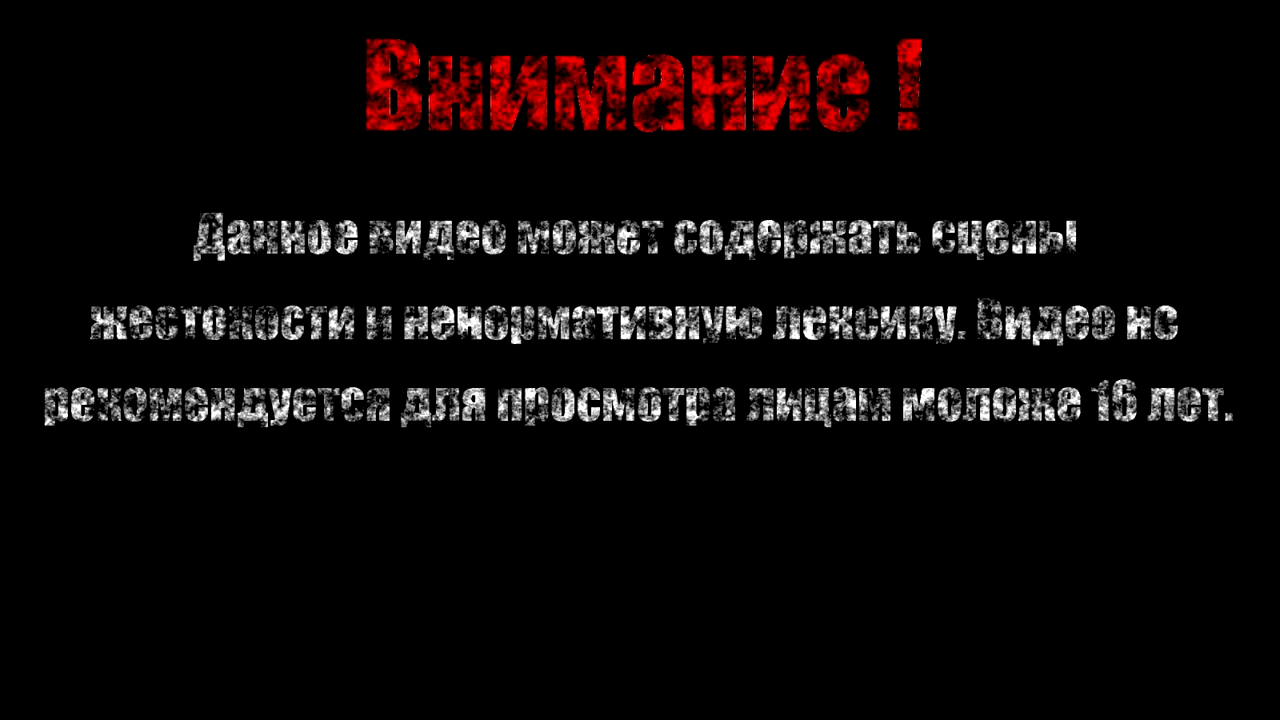 Внимание !
Данное видео может содержать сцены
жестокости и ненормативную лексику. Видео не
рекомендуется для просмотра лицам моложе 16 лет.